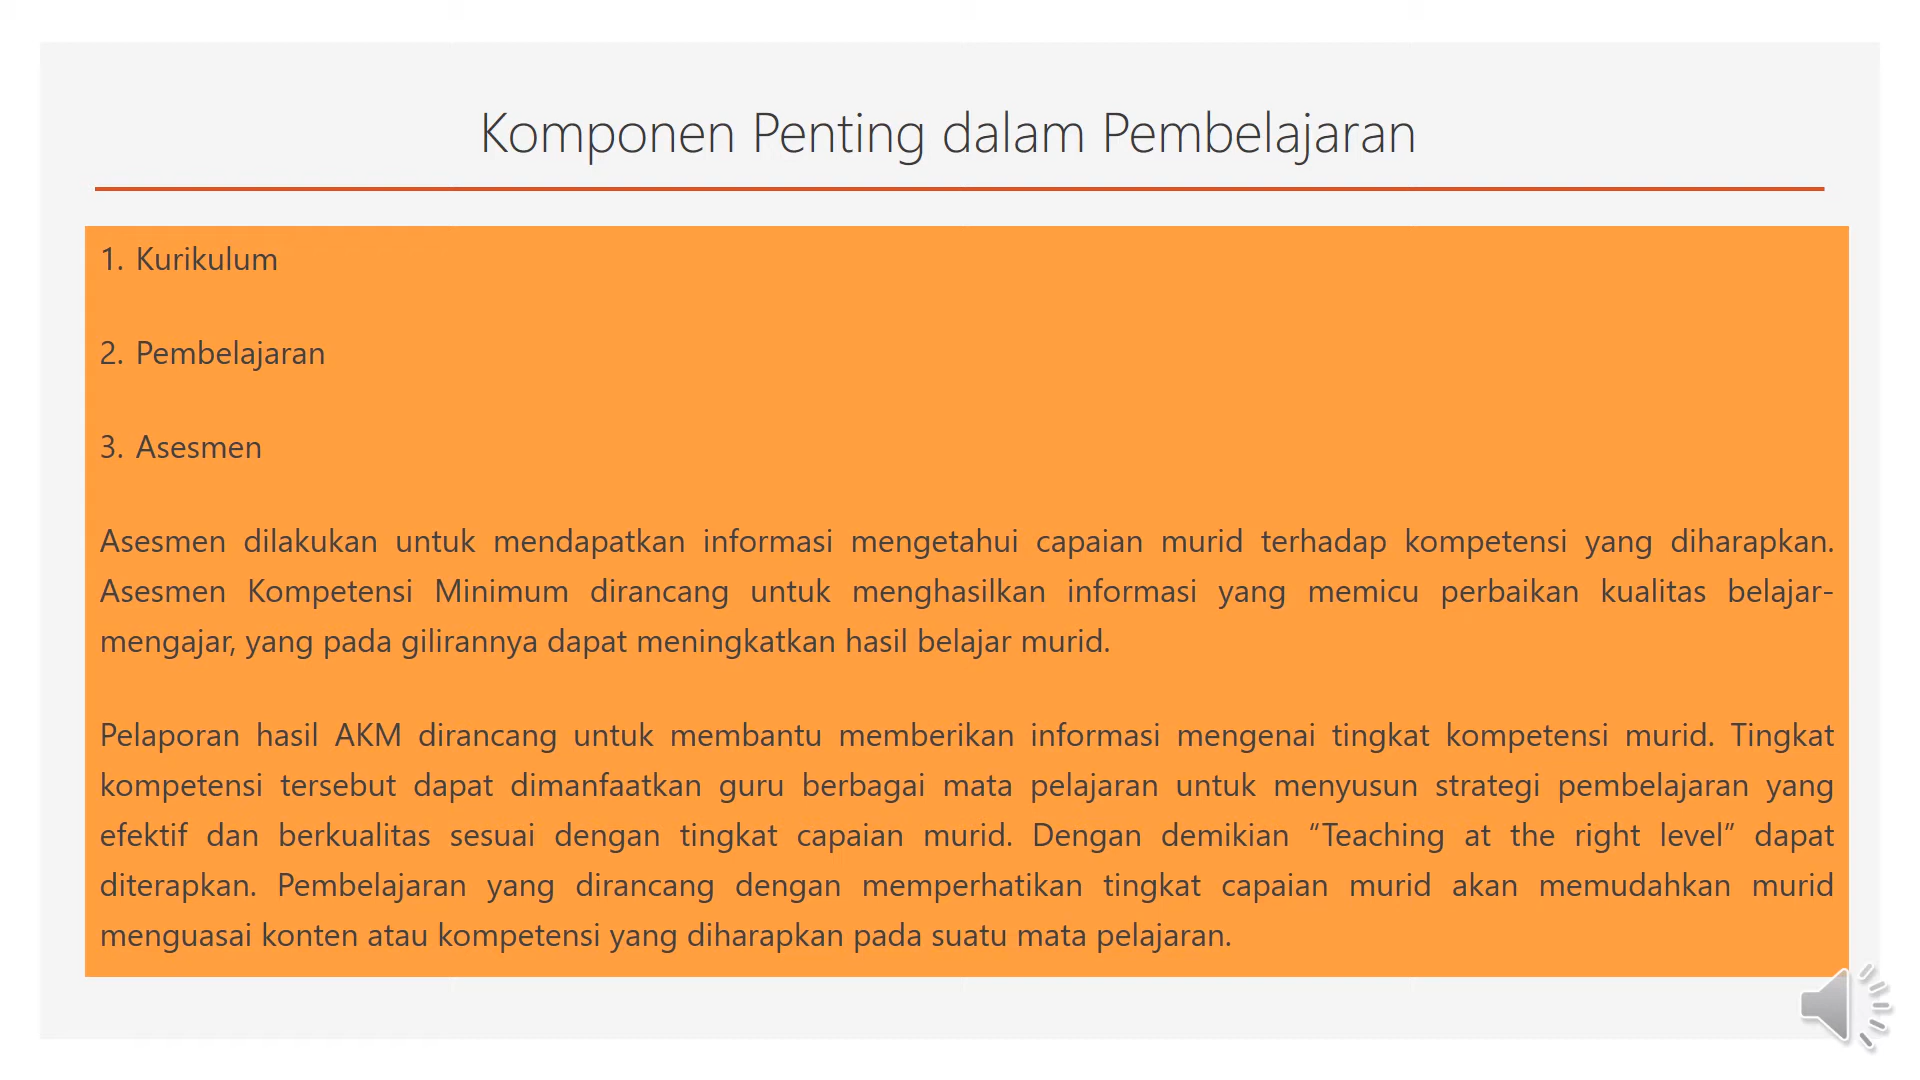 Komponen Penting dalam Pembelajaran
1. Kurikulum
2. Pembelajaran
3. Asesmen
Asesmen dilakukan untuk mendapatkan informasi mengetahui capaian murid terhadap kompetensi yang diharapkan.
Asesmen Kompetensi Minimum dirancang untuk menghasilkan informasi yang memicu perbaikan kualitas belajar-
mengajar, yang pada gilirannya dapat meningkatkan hasil belajar murid.
Pelaporan hasil AKM dirancang untuk membantu memberikan informasi mengenai tingkat kompetensi murid. Tingkat
kompetensi tersebut dapat dimanfaatkan guru berbagai mata pelajaran untuk menyusun strategi pembelajaran yang
efektif dan berkualitas sesuai dengan tingkat capaian murid. Dengan demikian “Teaching at the right level” dapat
diterapkan. Pembelajaran yang dirancang dengan memperhatikan tingkat capaian murid akan memudahkan murid
menguasai konten atau kompetensi yang diharapkan pada suatu mata pelajaran.